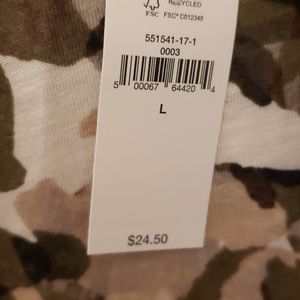 RECYCLED
FSC FSC® C012345
551541-17-1
0003
5 00067 64420 4
L
$24.50